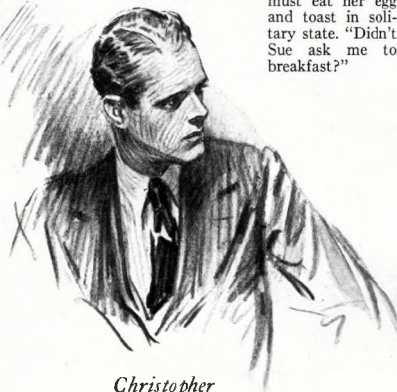 must eat her egg
and toast in soli-
tary state. “Didn’t
Sue ask me to
breakfast?”
Christopher